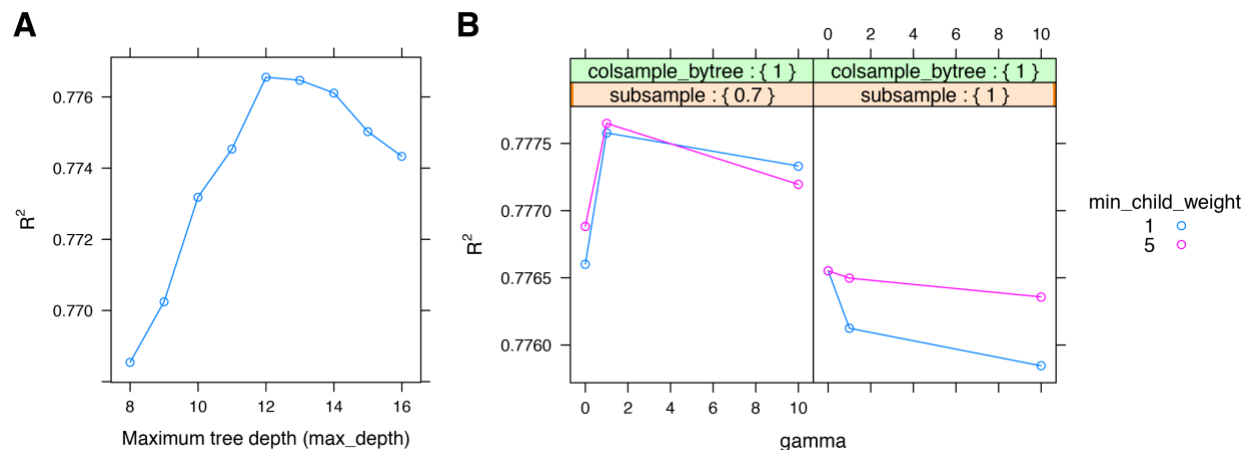 A
0.776
0.774
0.772
0.770
R²
8 10 12 14 16
Maximum tree depth (max_depth)
B
0 2 4 6 8 10
colsample_bytree : { 1 } colsample_bytree : { 1 }
subsample : { 0.7 } subsample : { 1 }
0.7775
0.7770
0.7765
0.7760
R²
0 2 4 6 8 10
gamma
min_child_weight
1
5